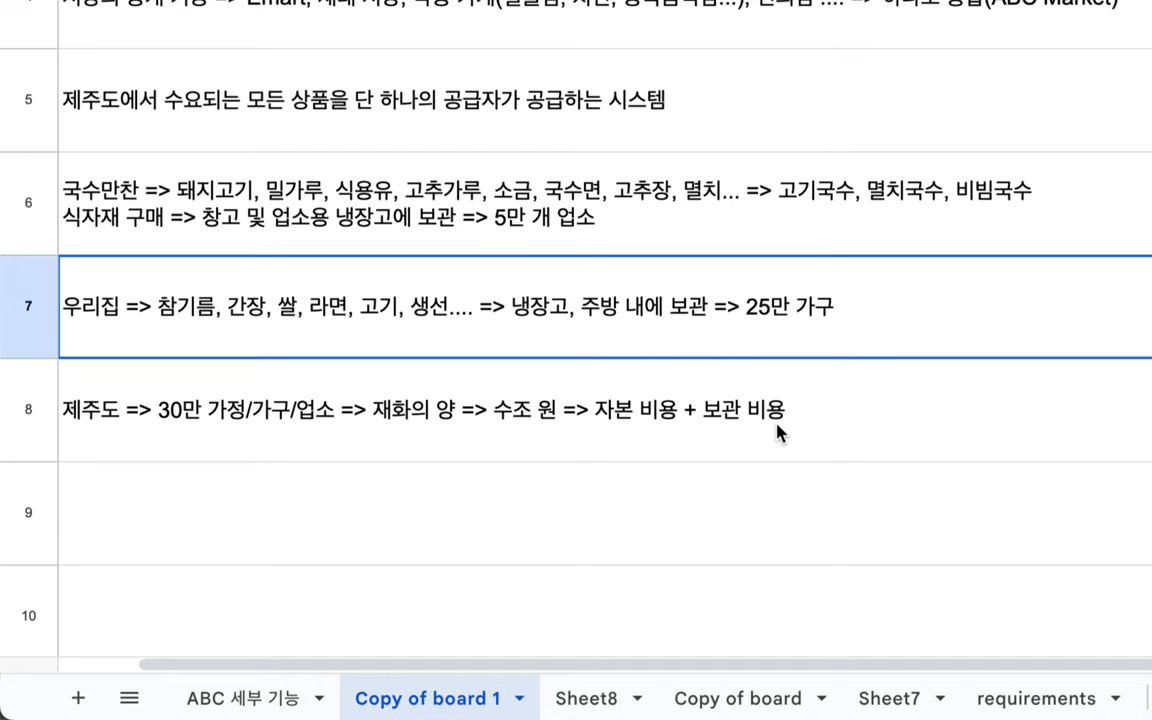 5
제주도에서 수요되는 모든 상품을 단 하나의 공급자가 공급하는 시스템
6
국수만찬 => 돼지고기, 밀가루, 식용유, 고추가루, 소금, 국수면, 고추장, 멸치... => 고기국수, 멸치국수, 비빔국수
식자재 구매 => 창고 및 업소용 냉장고에 보관 => 5만 개 업소
7
우리집 => 참기름, 간장, 쌀, 라면, 고기, 생선.... => 냉장고, 주방 내에 보관 => 25만 가구
8
제주도 => 30만 가정/가구/업소 => 재화의 양 => 수조 원 => 자본 비용 + 보관 비용
9
10
ABC 세부 기능 Copy of board 1 Sheet8 Copy of board Sheet7 requirements